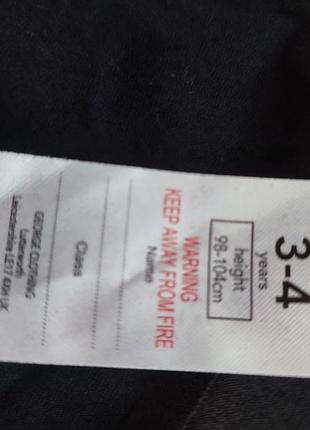 3-4
years
height
98-104cm
WARNING
KEEP AWAY FROM FIRE
Name
Class
GEORGE CLOTHING
Lutterworth
Leicestershire LE17 4XH UK